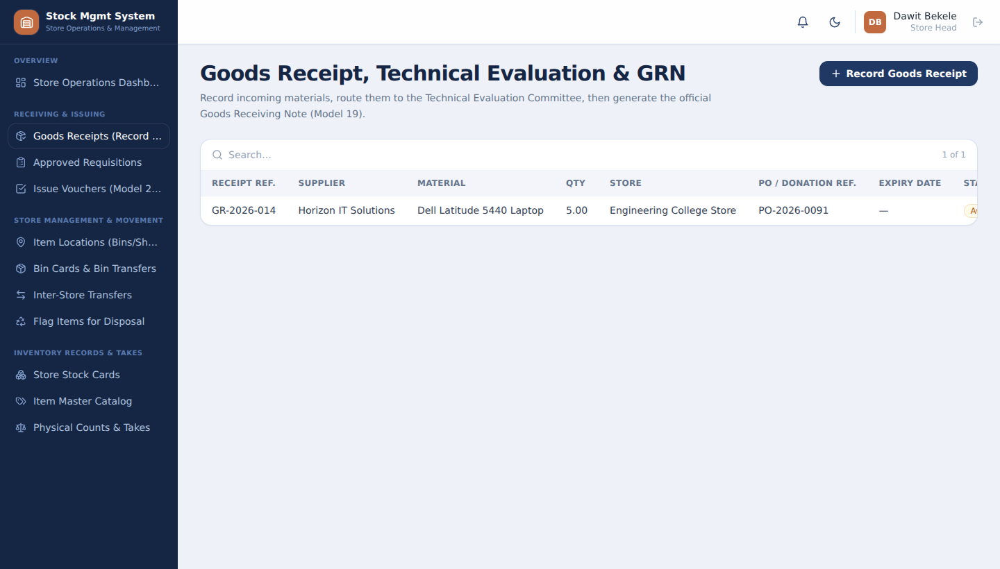 Stock Mgmt System
Store Operations & Management
OVERVIEW
Store Operations Dashb...
RECEIVING & ISSUING
Goods Receipts (Record ...
Approved Requisitions
Issue Vouchers (Model 2...
STORE MANAGEMENT & MOVEMENT
Item Locations (Bins/Sh...
Bin Cards & Bin Transfers
Inter-Store Transfers
Flag Items for Disposal
INVENTORY RECORDS & TAKES
Store Stock Cards
Item Master Catalog
Physical Counts & Takes
DB
Dawit Bekele
Store Head
Goods Receipt, Technical Evaluation & GRN
Record incoming materials, route them to the Technical Evaluation Committee, then generate the official
Goods Receiving Note (Model 19).
+ Record Goods Receipt
Search...
1 of 1
RECEIPT REF. SUPPLIER MATERIAL QTY STORE PO / DONATION REF. EXPIRY DATE
GR-2026-014 Horizon IT Solutions Dell Latitude 5440 Laptop 5.00 Engineering College Store PO-2026-0091 —